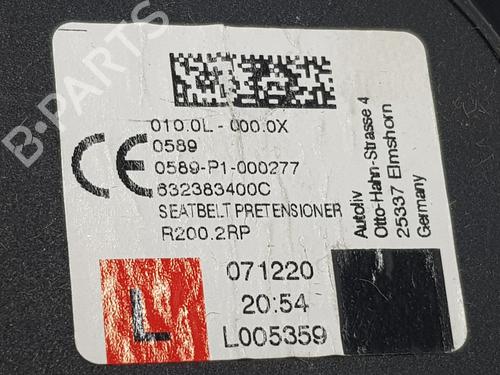 B-PARTS
010.0L - 000.0X
0589
0589-P1-000277
632383400C
SEATBELT PRETENSIONER
R200.2RP
CE
Autoliv
Otto-Hahn-Strasse 4
25337 Elmshorn
Germany
L
071220
20:54
L005359